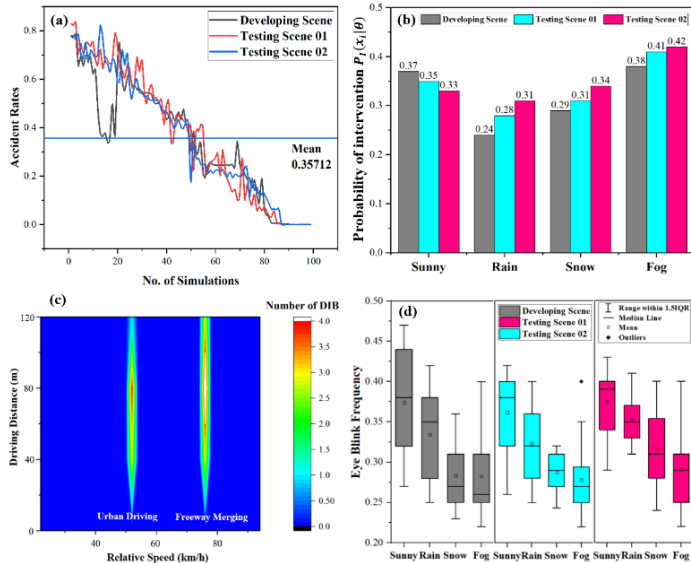 (a)
Developing Scene
Testing Scene 01
Testing Scene 02
0.8
0.6
0.4
0.2
0.0
Accident Rates
Mean
0.35712
0 20 40 60 80 100
No. of Simulations
(b)
Developing Scene Testing Scene 01 Testing Scene 02
0.5
0.4
0.3
0.2
0.1
0.0
Probability of intervention P_r(x_i|θ)
0.37 0.35 0.33
0.24 0.28 0.31
0.29 0.31 0.34
0.38 0.41 0.42
Sunny Rain Snow Fog
(c)
Number of DIB
4.0
3.5
3.0
2.5
2.0
1.5
1.0
0.5
0.0
120
80
40
0
Driving Distance (m)
Urban Driving Freeway Merging
40 60 80
Relative Speed (km/h)
(d)
Developing Scene
Testing Scene 01
Testing Scene 02
Range within 1.5IQR
Median Line
Mean
Outliers
0.50
0.45
0.40
0.35
0.30
0.25
0.20
Eye Blink Frequency
Sunny Rain Snow Fog Sunny Rain Snow Fog Sunny Rain Snow Fog